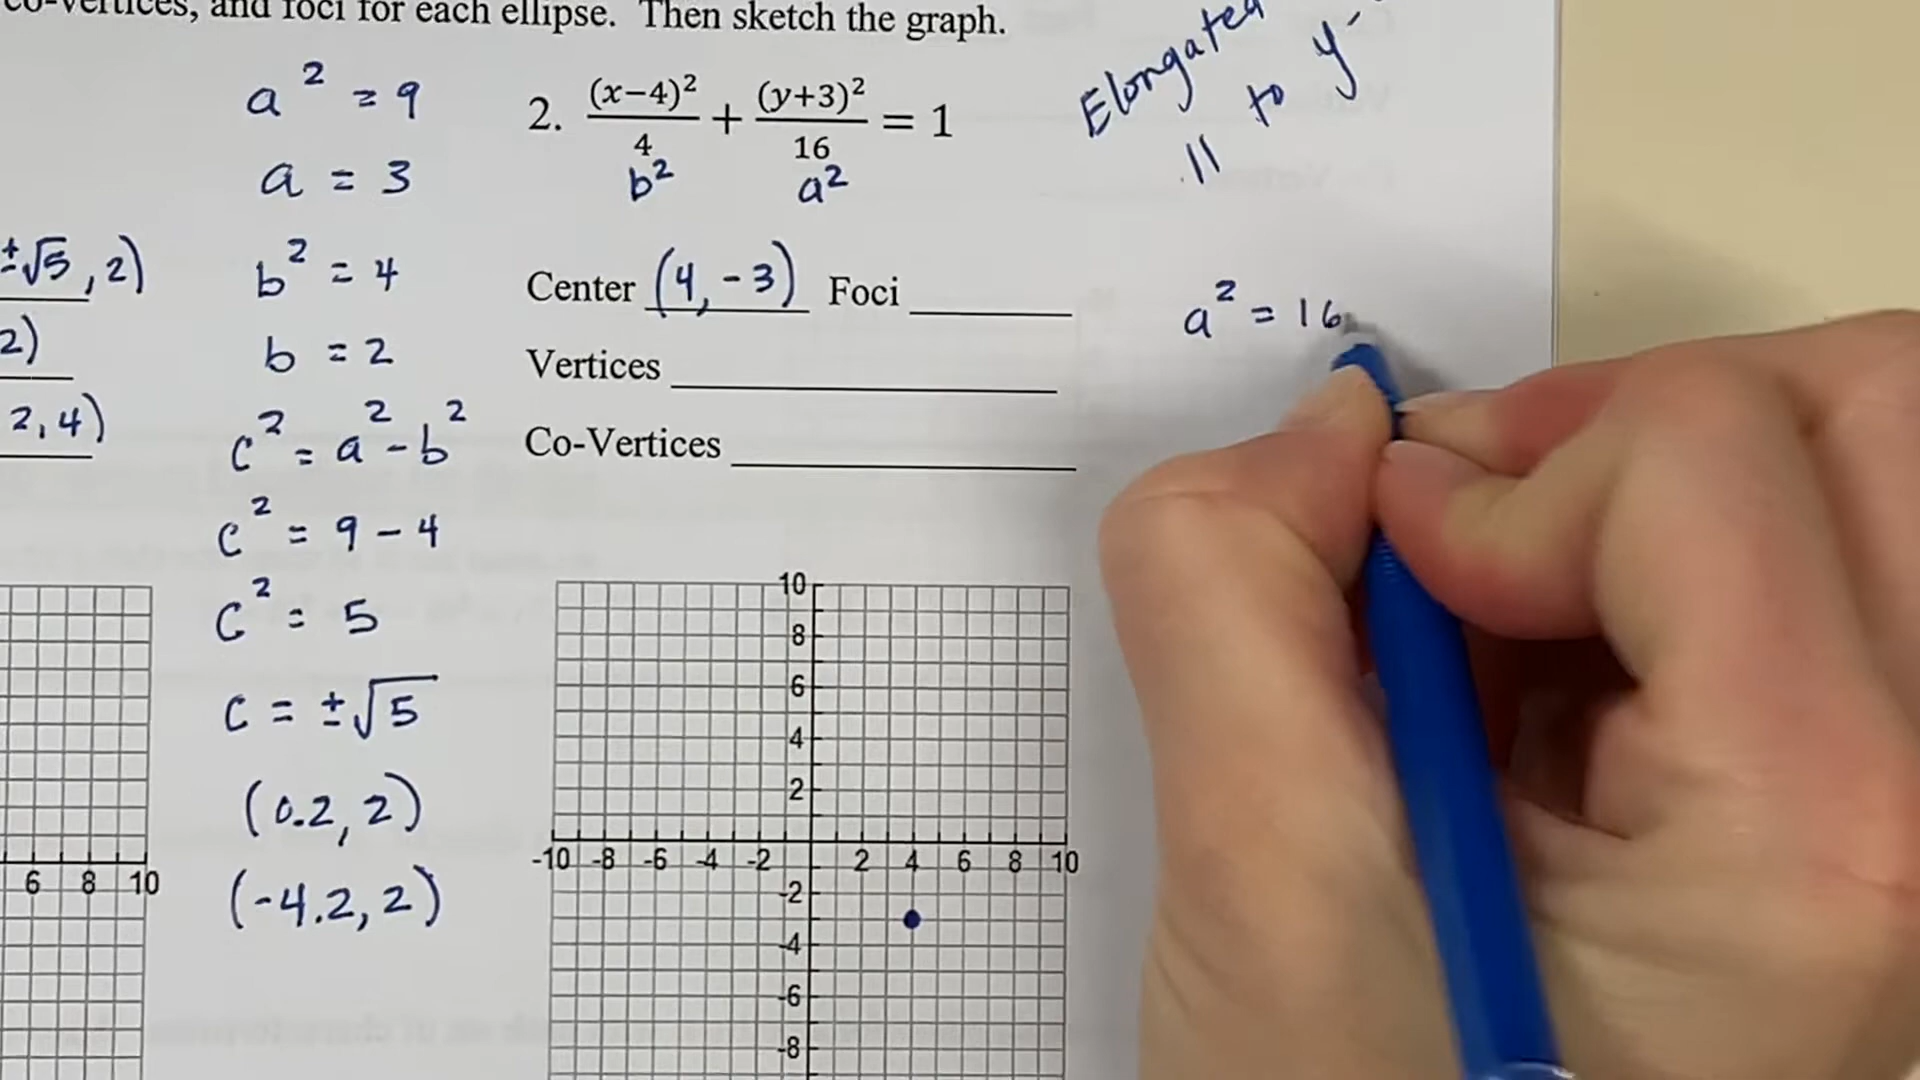 co-vertices, and foci for each ellipse. Then sketch the graph.
±√5, 2)
2)
2, 4)
6 8 10
a² = 9
a = 3
b² = 4
b = 2
c² = a² - b²
c² = 9 - 4
c² = 5
c = ±√5
(0.2, 2)
(-4.2, 2)
2. (x−4)²/4 + (y+3)²/16 = 1
b² a²
Center (4, -3) Foci
Vertices
Co-Vertices
10
8
6
4
2
-10 -8 -6 -4 -2 2 4 6 8 10
-2
-4
-6
-8
Elongated
|| to y
a² = 16